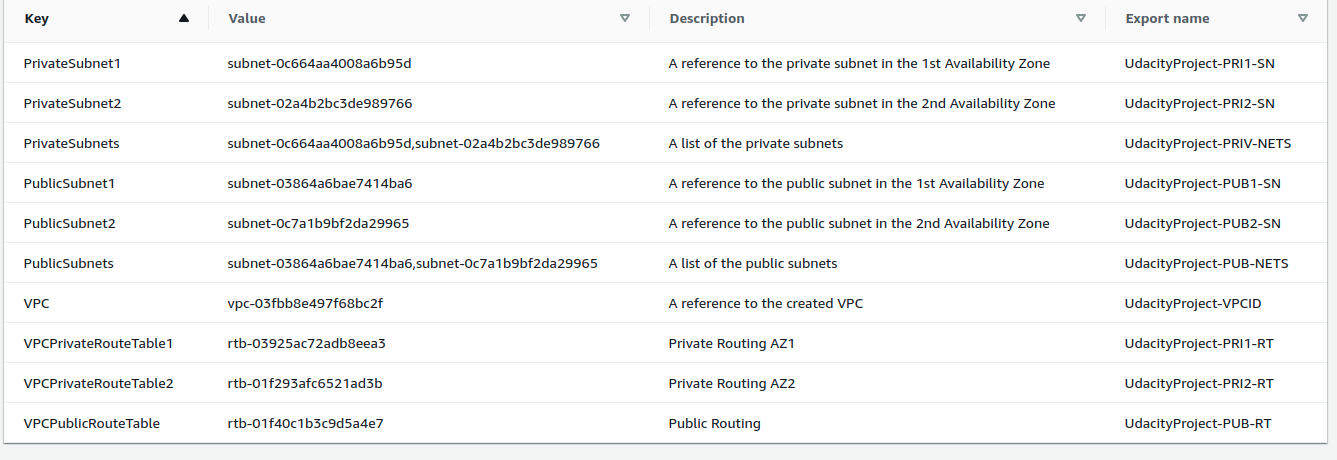 Key Value Description Export name
PrivateSubnet1 subnet-0c664aa4008a6b95d A reference to the private subnet in the 1st Availability Zone UdacityProject-PRI1-SN
PrivateSubnet2 subnet-02a4b2bc3de989766 A reference to the private subnet in the 2nd Availability Zone UdacityProject-PRI2-SN
PrivateSubnets subnet-0c664aa4008a6b95d,subnet-02a4b2bc3de989766 A list of the private subnets UdacityProject-PRIV-NETS
PublicSubnet1 subnet-03864a6bae7414ba6 A reference to the public subnet in the 1st Availability Zone UdacityProject-PUB1-SN
PublicSubnet2 subnet-0c7a1b9bf2da29965 A reference to the public subnet in the 2nd Availability Zone UdacityProject-PUB2-SN
PublicSubnets subnet-03864a6bae7414ba6,subnet-0c7a1b9bf2da29965 A list of the public subnets UdacityProject-PUB-NETS
VPC vpc-03fbb8e497f68bc2f A reference to the created VPC UdacityProject-VPCID
VPCPrivateRouteTable1 rtb-03925ac72adb8eea3 Private Routing AZ1 UdacityProject-PRI1-RT
VPCPrivateRouteTable2 rtb-01f293afc6521ad3b Private Routing AZ2 UdacityProject-PRI2-RT
VPCPublicRouteTable rtb-01f40c1b3c9d5a4e7 Public Routing UdacityProject-PUB-RT